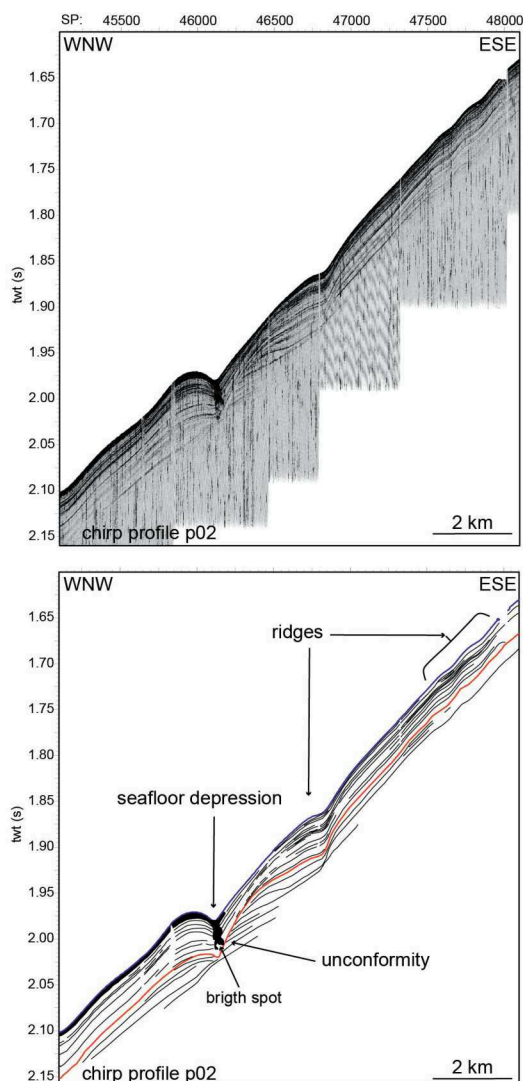 SP: 45500 46000 46500 47000 47500 48000
WNW ESE
1.65
1.70
1.75
1.80
1.85
1.90
1.95
2.00
2.05
2.10
2.15
twt (s)
chirp profile p02
2 km
WNW ESE
1.65
1.70
1.75
1.80
1.85
1.90
1.95
2.00
2.05
2.10
2.15
twt (s)
ridges
seafloor depression
unconformity
brigth spot
chirp profile p02
2 km